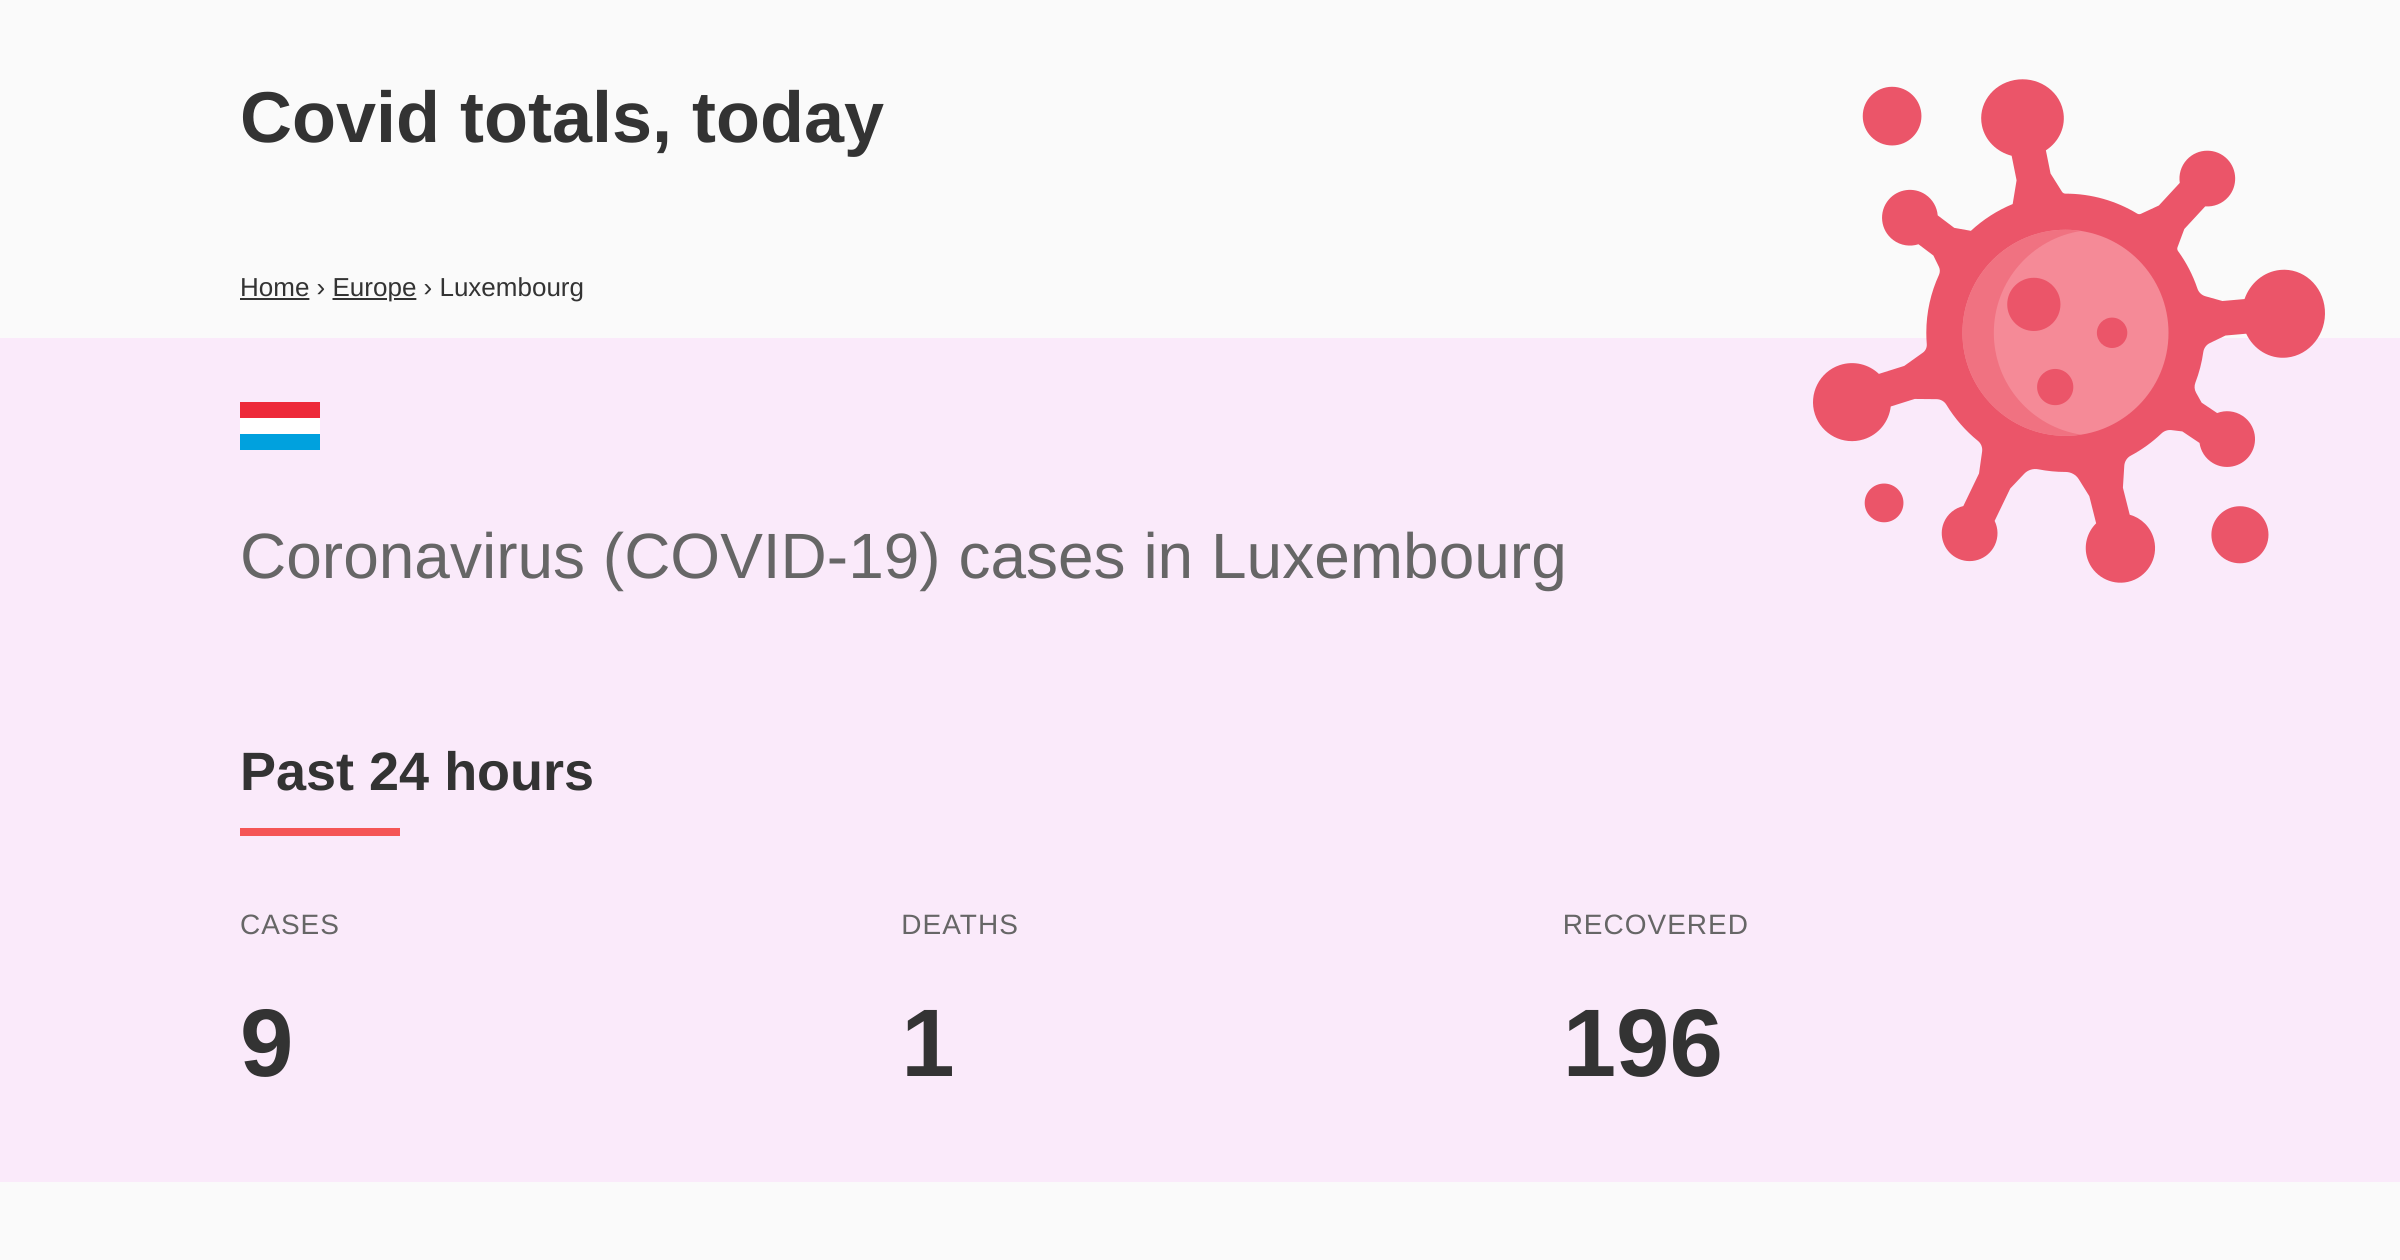 Covid totals, today
Home › Europe › Luxembourg
Coronavirus (COVID-19) cases in Luxembourg
Past 24 hours
CASES DEATHS RECOVERED
9 1 196